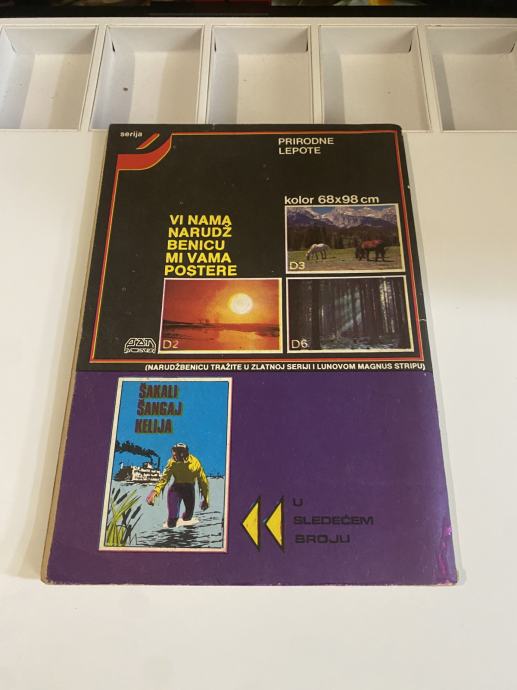 serija
PRIRODNE
LEPOTE
kolor 68x98 cm
VI NAMA
NARUDŽ
BENICU
MI VAMA
POSTERE
D3
D2
D6
(NARUDŽBENICU TRAŽITE U ZLATNOJ SERIJI I LUNOVOM MAGNUS STRIPU)
ŠAKALI
ŠANGAJ
KELIJA
U
SLEDEĆEM
BROJU